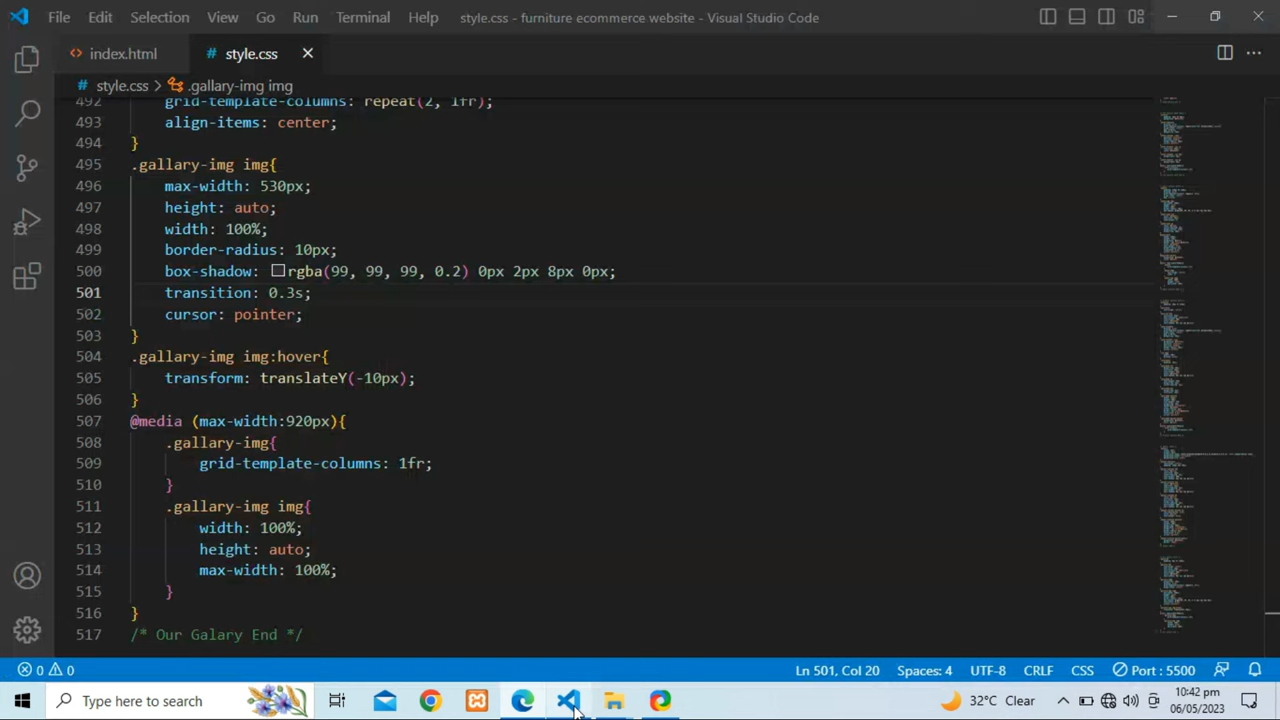 File Edit Selection View Go Run Terminal Help style.css - furniture ecommerce website - Visual Studio Code
index.html # style.css
# style.css .gallary-img img
492 grid-template-columns: repeat(2, 1fr);
493 align-items: center;
494 }
495 .gallary-img img{
496 max-width: 530px;
497 height: auto;
498 width: 100%;
499 border-radius: 10px;
500 box-shadow: rgba(99, 99, 99, 0.2) 0px 2px 8px 0px;
501 transition: 0.3s;
502 cursor: pointer;
503 }
504 .gallary-img img:hover{
505 transform: translateY(-10px);
506 }
507 @media (max-width:920px){
508 .gallary-img{
509 grid-template-columns: 1fr;
510 }
511 .gallary-img img{
512 width: 100%;
513 height: auto;
514 max-width: 100%;
515 }
516 }
517 /* Our Galary End */
0 0 Ln 501, Col 20 Spaces: 4 UTF-8 CRLF CSS Port : 5500
Type here to search 32°C Clear 10:42 pm
06/05/2023